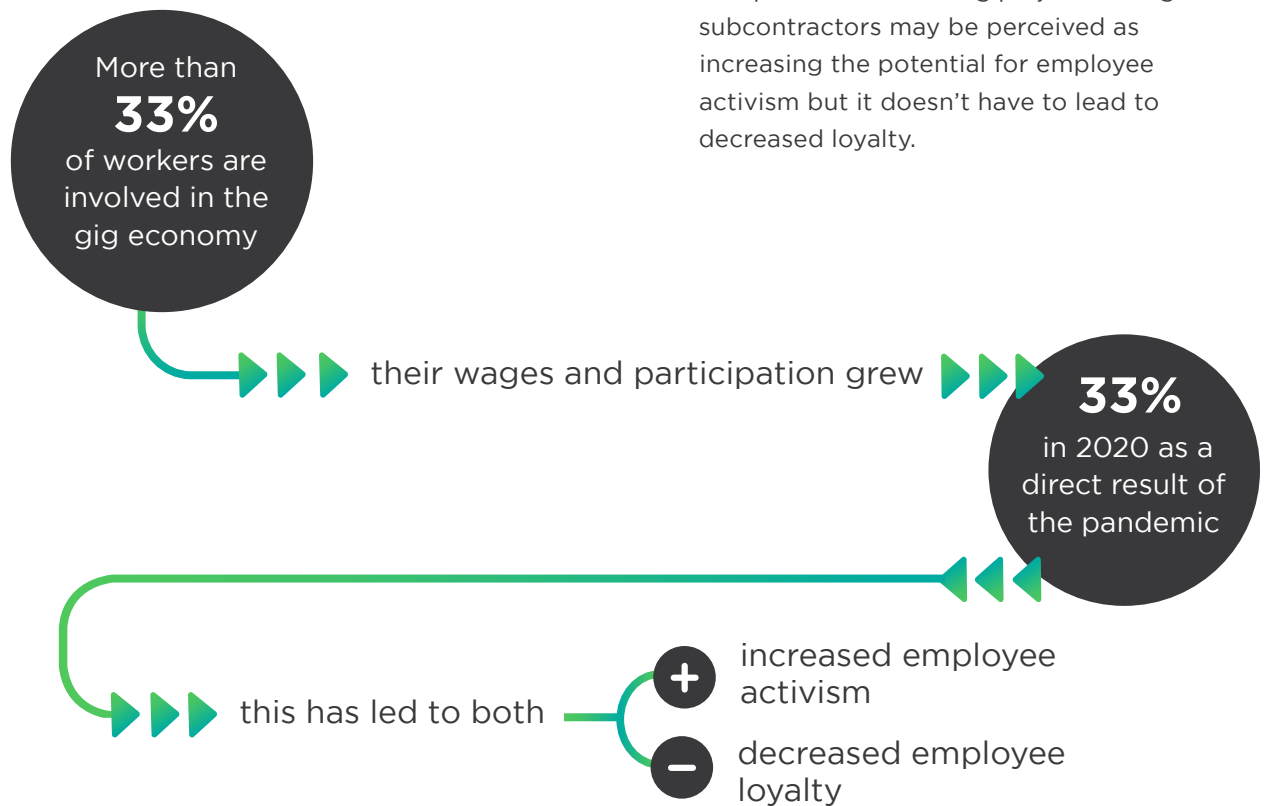 subcontractors may be perceived as
increasing the potential for employee
activism but it doesn’t have to lead to
decreased loyalty.
More than
33%
of workers are
involved in the
gig economy
their wages and participation grew
33%
in 2020 as a
direct result of
the pandemic
this has led to both
increased employee
activism
decreased employee
loyalty